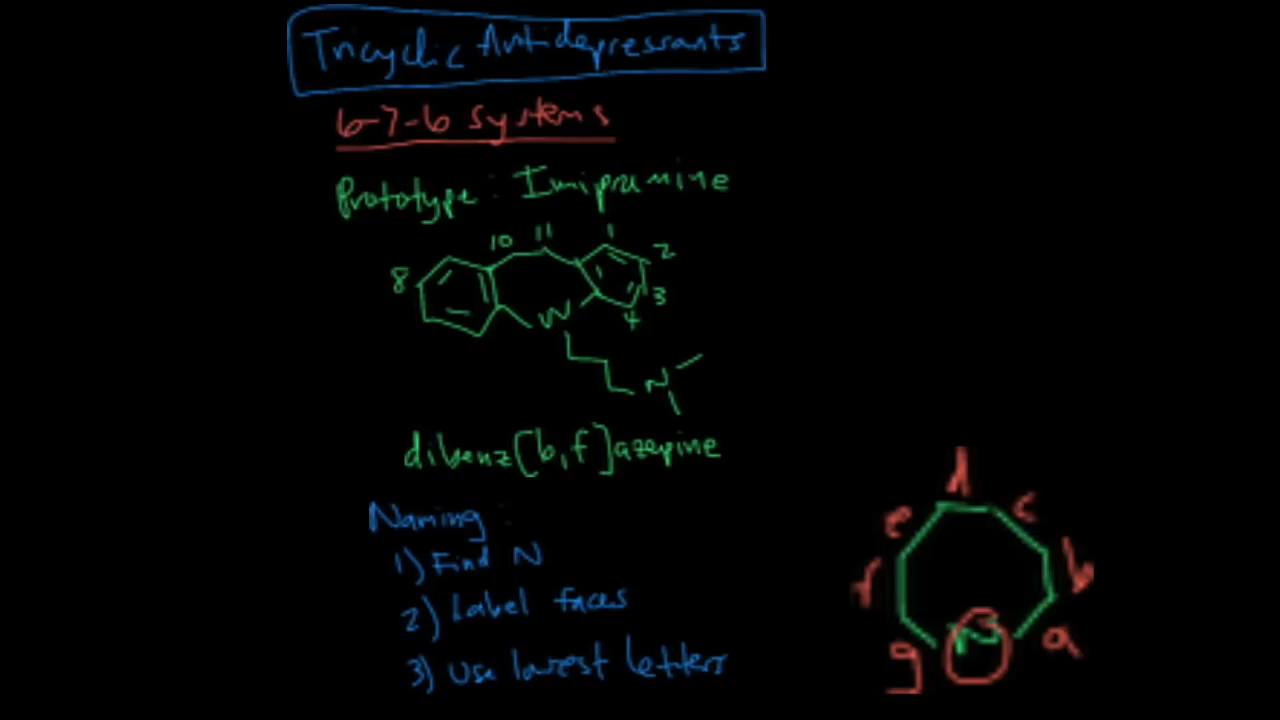 Tricyclic Antidepressants
6-7-6 systems
Prototype: Imipramine
10 11 1
8 2
3
4
N
N
dibenz[b,f]azepine
Naming:
1) Find N
2) Label faces
3) Use lowest letters
d
e c
f b
g N a